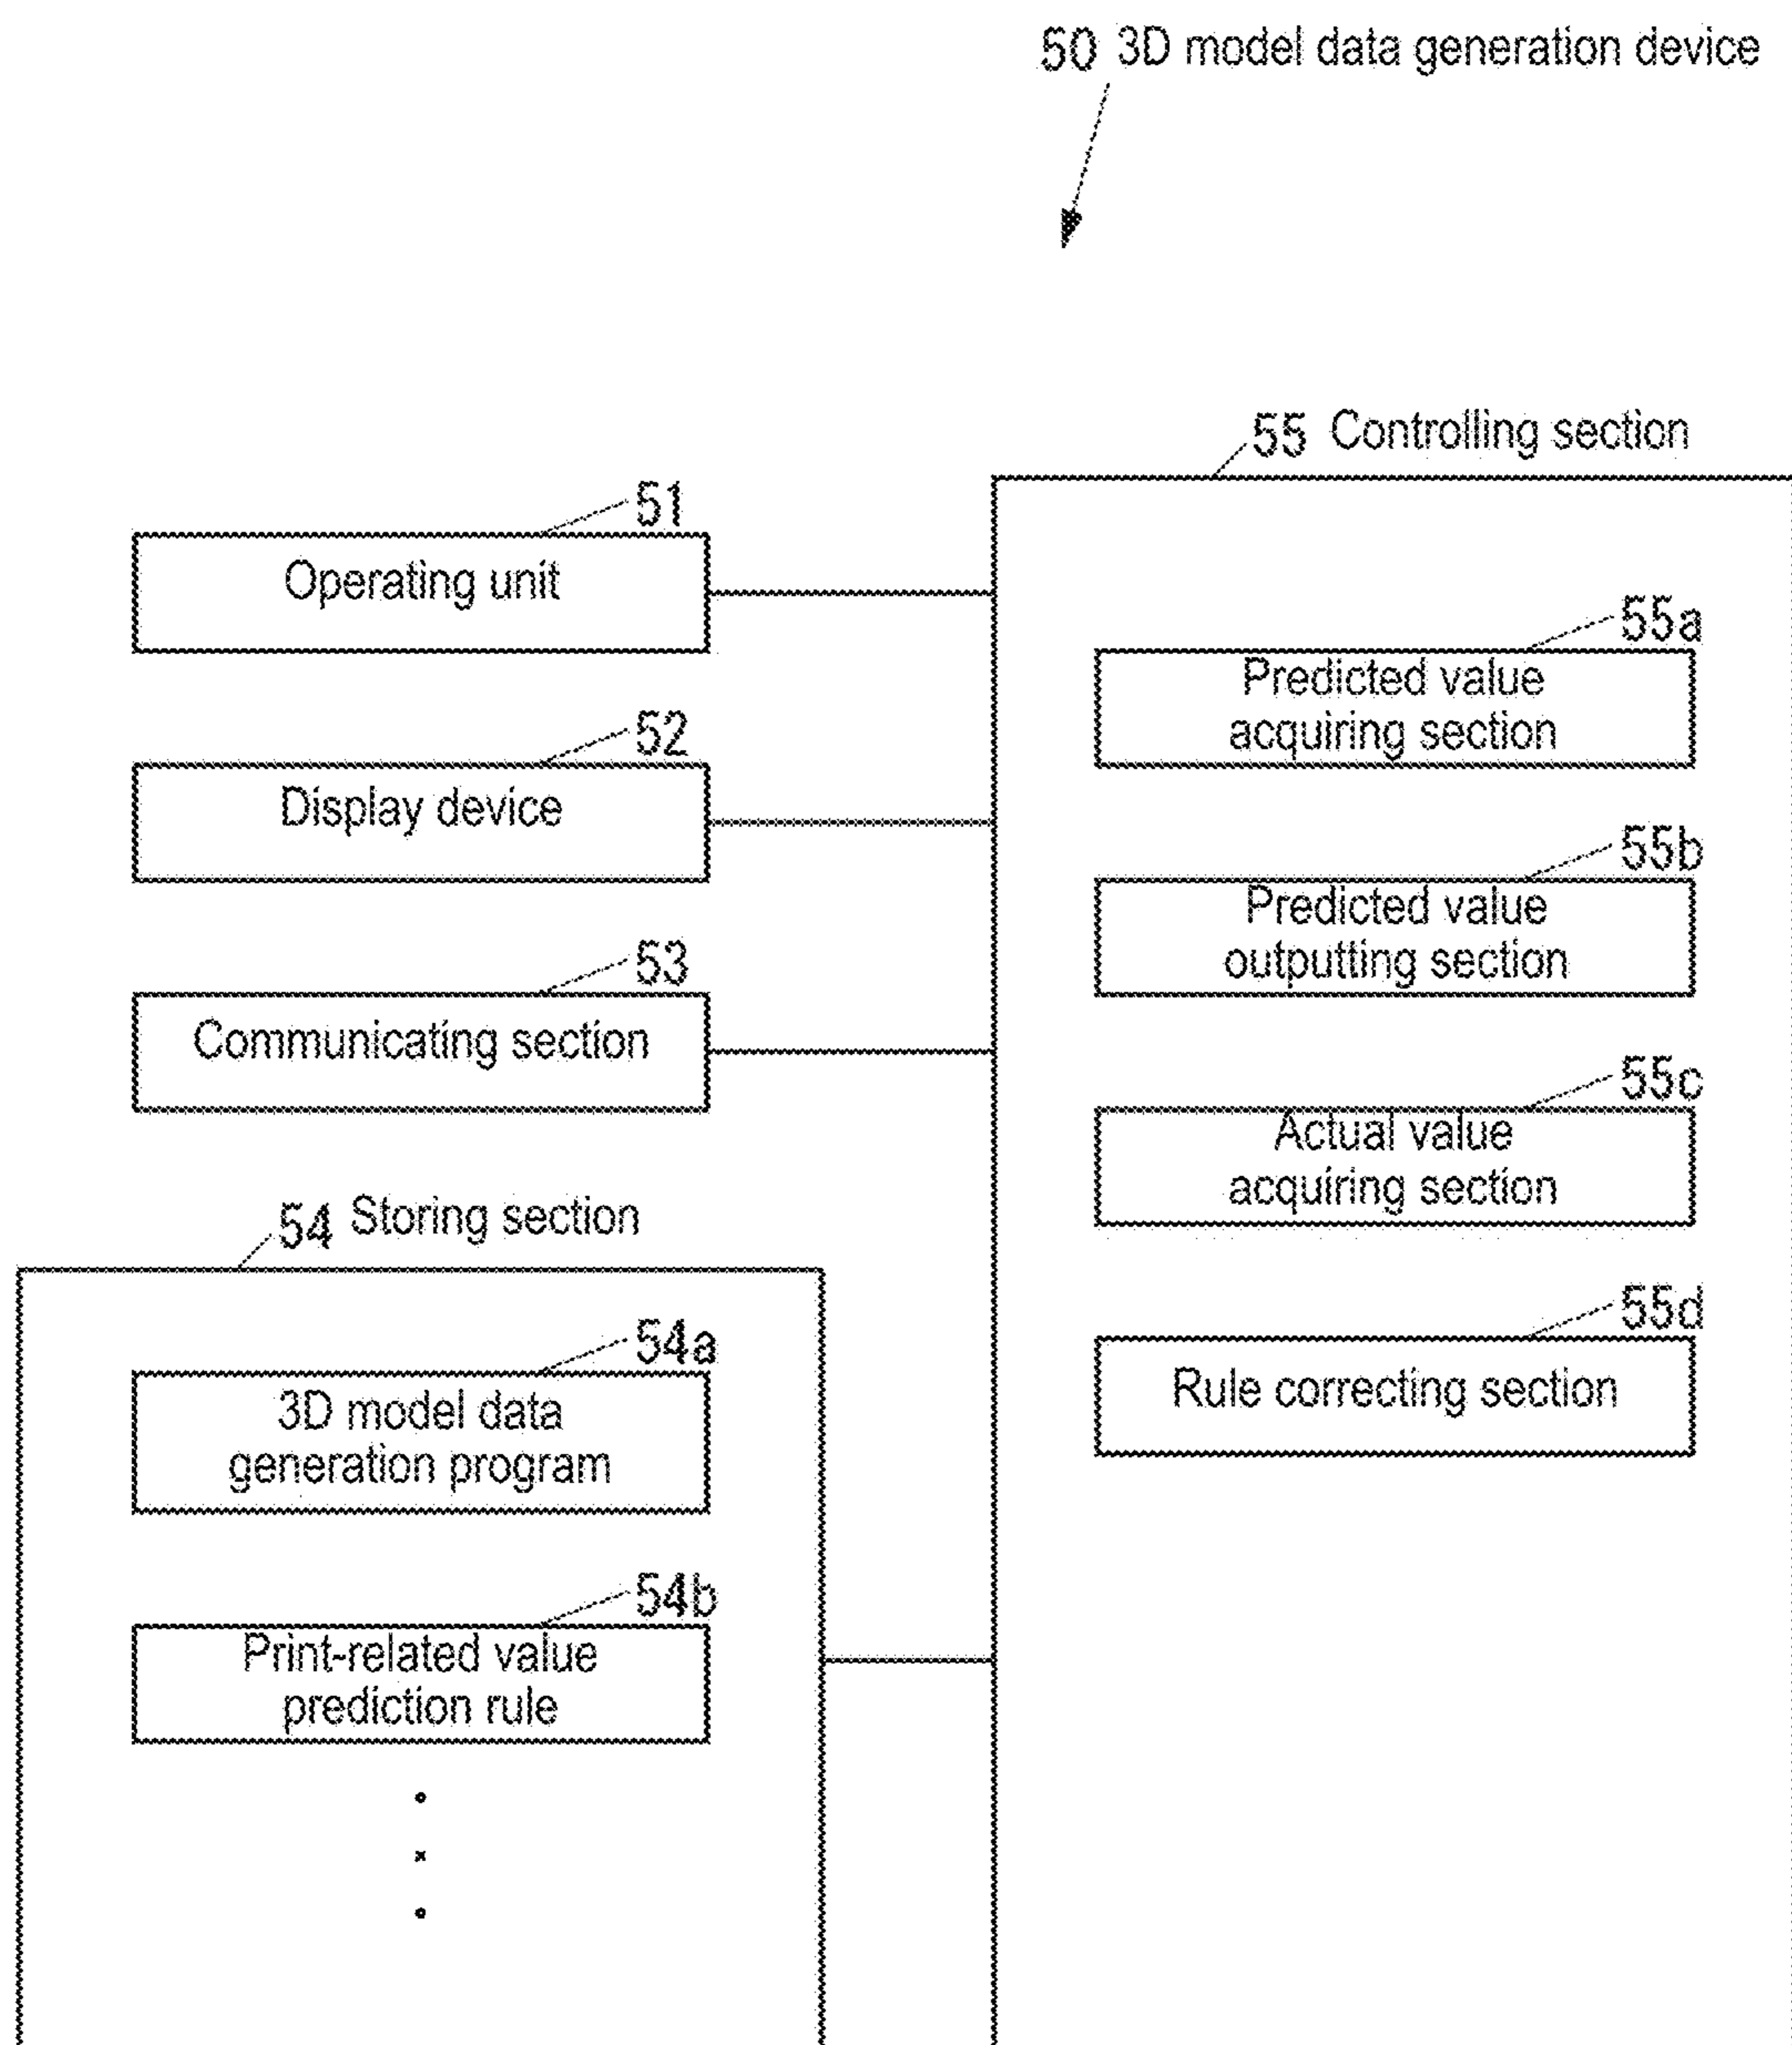 50 3D model data generation device
55 Controlling section
51
Operating unit
52
Display device
53
Communicating section
54 Storing section
54a
3D model data
generation program
54b
Print-related value
prediction rule
55a
Predicted value
acquiring section
55b
Predicted value
outputting section
55c
Actual value
acquiring section
55d
Rule correcting section